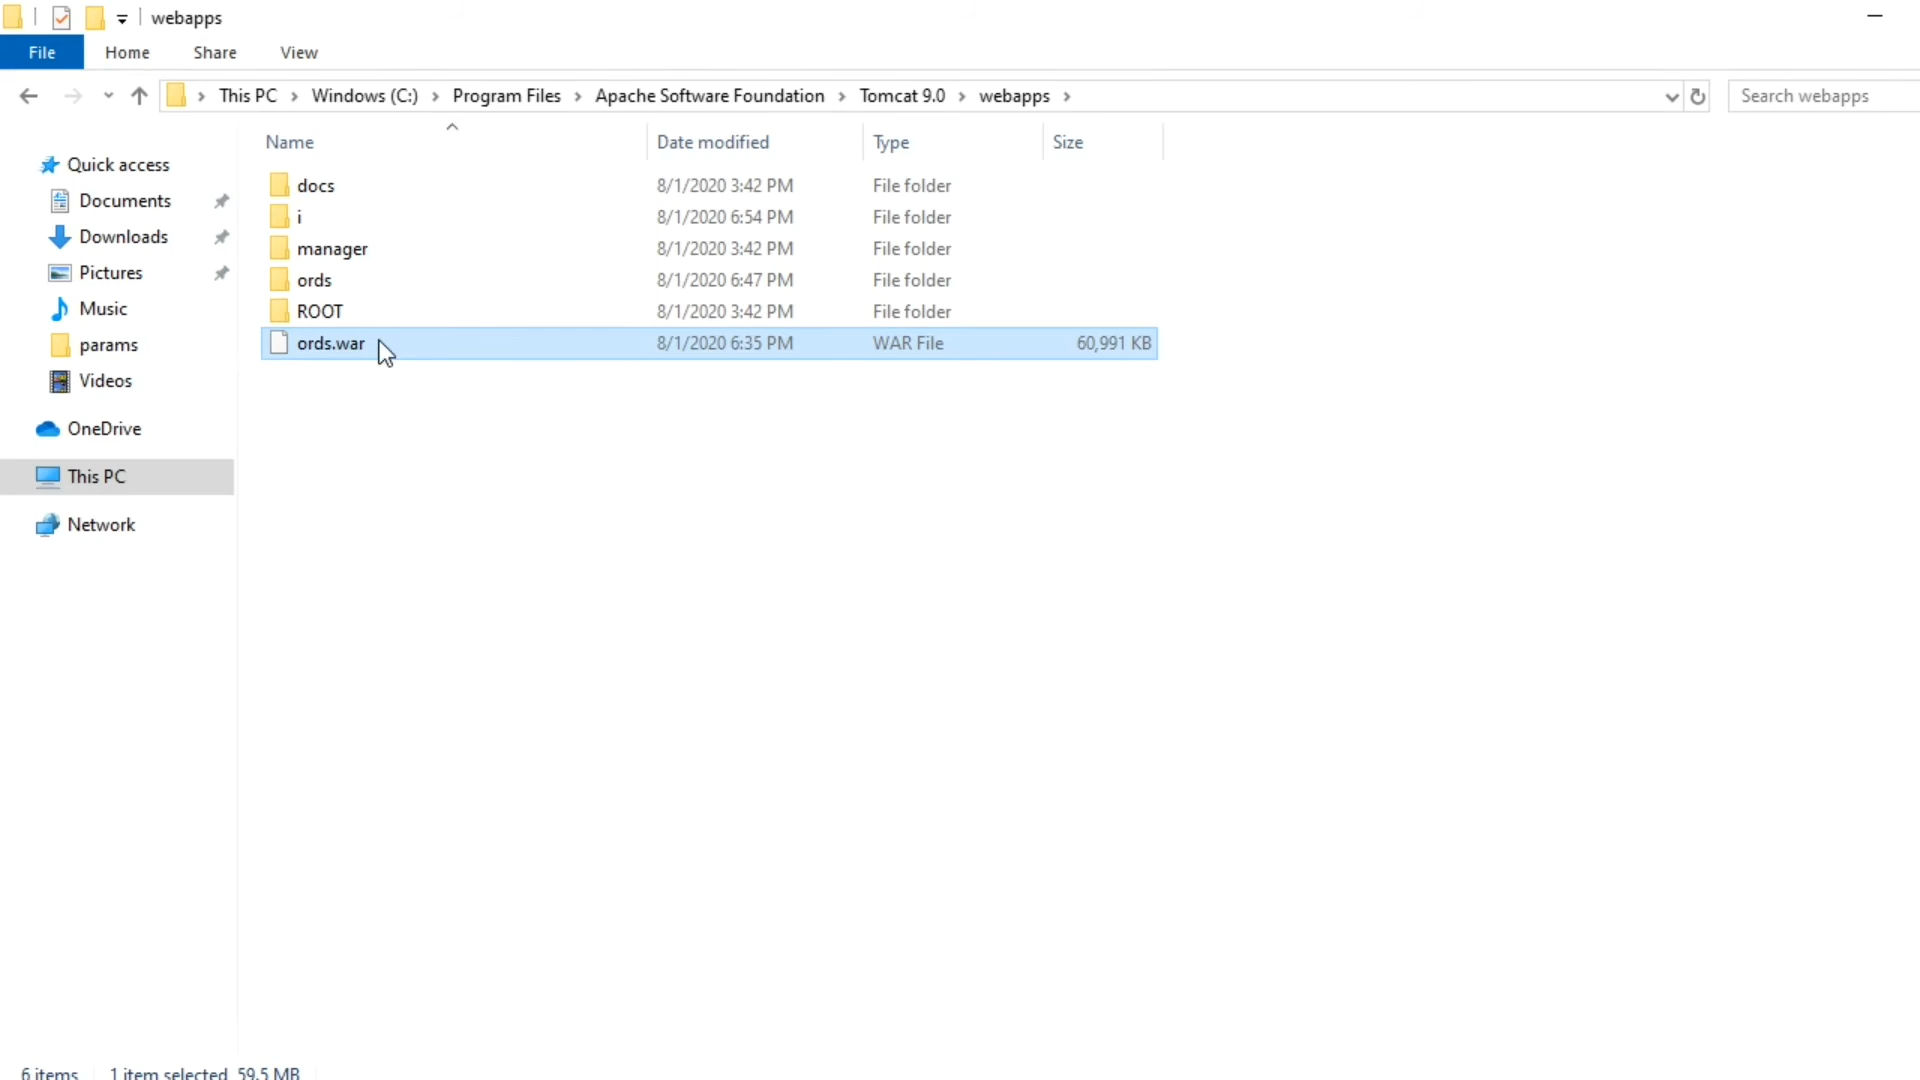 webapps
File Home Share View
This PC Windows (C:) Program Files Apache Software Foundation Tomcat 9.0 webapps Search webapps
Name Date modified Type Size
Quick access
Documents
Downloads
Pictures
Music
params
Videos
OneDrive
This PC
Network
docs 8/1/2020 3:42 PM File folder
i 8/1/2020 6:54 PM File folder
manager 8/1/2020 3:42 PM File folder
ords 8/1/2020 6:47 PM File folder
ROOT 8/1/2020 3:42 PM File folder
ords.war 8/1/2020 6:35 PM WAR File 60,991 KB
6 items 1 item selected 59.5 MB